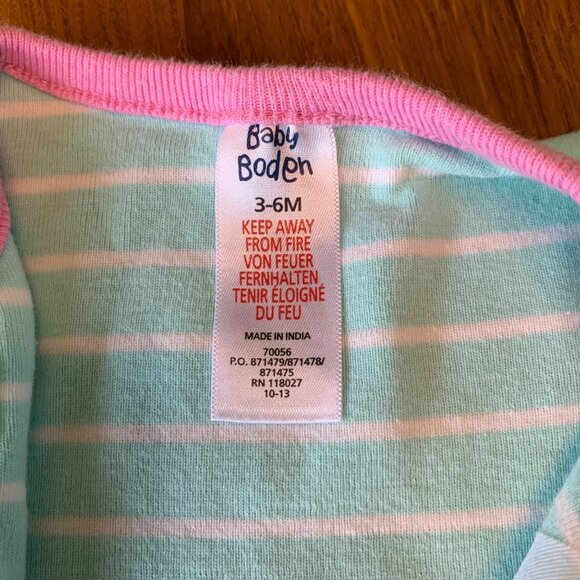 Baby
Boden
3-6M
KEEP AWAY
FROM FIRE
VON FEUER
FERNHALTEN
TENIR ÉLOIGNÉ
DU FEU
MADE IN INDIA
70056
P.O. 871479/871478/
871475
RN 118027
10-13